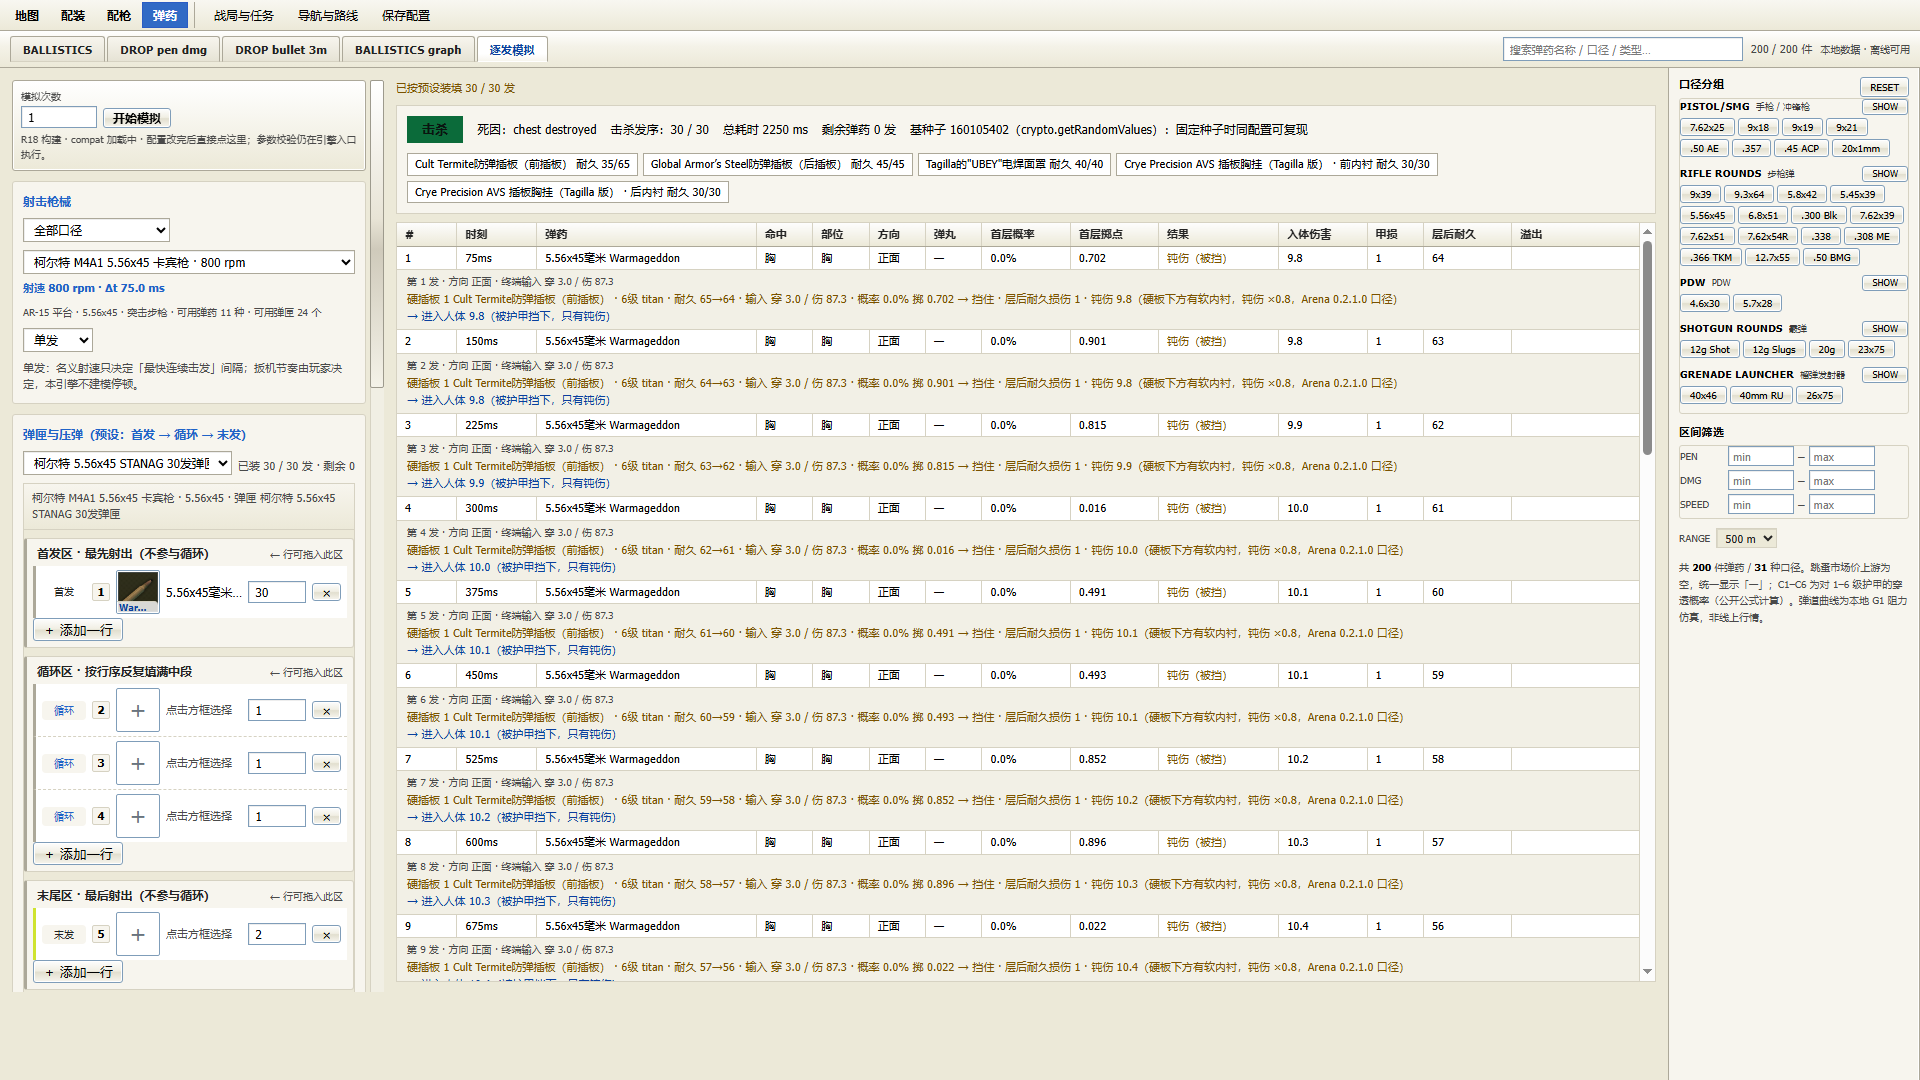 地图 配装 配枪 弹药 战局与任务 导航与路线 保存配置
BALLISTICS DROP pen dmg DROP bullet 3m BALLISTICS graph 逐发模拟 搜索弹药名称 / 口径 / 类型... 200 / 200 件 本地数据 · 离线可用
模拟次数
1 开始模拟
R18 构建 · compat 加载中 · 配置改完后直接点这里；参数校验仍在引擎入口
执行。
射击枪械
全部口径
柯尔特 M4A1 5.56x45 卡宾枪 · 800 rpm
射速 800 rpm · Δt 75.0 ms
AR-15 平台 · 5.56x45 · 突击步枪 · 可用弹药 11 种 · 可用弹匣 24 个
单发
单发：名义射速只决定「最快连续击发」间隔；扳机节奏由玩家决
定，本引擎不建模停顿。
弹匣与压弹（预设：首发 → 循环 → 末发）
柯尔特 5.56x45 STANAG 30发弹匣 已装 30 / 30 发 · 剩余 0
柯尔特 M4A1 5.56x45 卡宾枪 · 5.56x45 · 弹匣 柯尔特 5.56x45
STANAG 30发弹匣
首发区 · 最先射出（不参与循环） ← 行可拖入此区
首发 1 War... 5.56x45毫米... 30 ×
+ 添加一行
循环区 · 按行序反复填满中段 ← 行可拖入此区
循环 2 + 点击方框选择 1 ×
循环 3 + 点击方框选择 1 ×
循环 4 + 点击方框选择 1 ×
+ 添加一行
末尾区 · 最后射出（不参与循环） ← 行可拖入此区
末发 5 + 点击方框选择 2 ×
+ 添加一行
已按预设装填 30 / 30 发
击杀 死因：chest destroyed 击杀发序：30 / 30 总耗时 2250 ms 剩余弹药 0 发 基种子 160105402（crypto.getRandomValues）：固定种子时同配置可复现
Cult Termite防弹插板（前插板） 耐久 35/65 Global Armor's Steel防弹插板（后插板） 耐久 45/45 Tagilla的"UBEY"电焊面罩 耐久 40/40 Crye Precision AVS 插板胸挂（Tagilla 版） · 前内衬 耐久 30/30
Crye Precision AVS 插板胸挂（Tagilla 版） · 后内衬 耐久 30/30
# 时刻 弹药 命中 部位 方向 弹丸 首层概率 首层掷点 结果 入体伤害 甲损 层后耐久 溢出
1 75ms 5.56x45毫米 Warmageddon 胸 胸 正面 — 0.0% 0.702 钝伤（被挡） 9.8 1 64
第 1 发 · 方向 正面 · 终端输入 穿 3.0 / 伤 87.3
硬插板 1 Cult Termite防弹插板（前插板） · 6级 titan · 耐久 65→64 · 输入 穿 3.0 / 伤 87.3 · 概率 0.0% 掷 0.702 → 挡住 · 层后耐久损伤 1 · 钝伤 9.8（硬板下方有软内衬，钝伤 ×0.8，Arena 0.2.1.0 口径）
→ 进入人体 9.8（被护甲挡下，只有钝伤）
2 150ms 5.56x45毫米 Warmageddon 胸 胸 正面 — 0.0% 0.901 钝伤（被挡） 9.8 1 63
第 2 发 · 方向 正面 · 终端输入 穿 3.0 / 伤 87.3
硬插板 1 Cult Termite防弹插板（前插板） · 6级 titan · 耐久 64→63 · 输入 穿 3.0 / 伤 87.3 · 概率 0.0% 掷 0.901 → 挡住 · 层后耐久损伤 1 · 钝伤 9.8（硬板下方有软内衬，钝伤 ×0.8，Arena 0.2.1.0 口径）
→ 进入人体 9.8（被护甲挡下，只有钝伤）
3 225ms 5.56x45毫米 Warmageddon 胸 胸 正面 — 0.0% 0.815 钝伤（被挡） 9.9 1 62
第 3 发 · 方向 正面 · 终端输入 穿 3.0 / 伤 87.3
硬插板 1 Cult Termite防弹插板（前插板） · 6级 titan · 耐久 63→62 · 输入 穿 3.0 / 伤 87.3 · 概率 0.0% 掷 0.815 → 挡住 · 层后耐久损伤 1 · 钝伤 9.9（硬板下方有软内衬，钝伤 ×0.8，Arena 0.2.1.0 口径）
→ 进入人体 9.9（被护甲挡下，只有钝伤）
4 300ms 5.56x45毫米 Warmageddon 胸 胸 正面 — 0.0% 0.016 钝伤（被挡） 10.0 1 61
第 4 发 · 方向 正面 · 终端输入 穿 3.0 / 伤 87.3
硬插板 1 Cult Termite防弹插板（前插板） · 6级 titan · 耐久 62→61 · 输入 穿 3.0 / 伤 87.3 · 概率 0.0% 掷 0.016 → 挡住 · 层后耐久损伤 1 · 钝伤 10.0（硬板下方有软内衬，钝伤 ×0.8，Arena 0.2.1.0 口径）
→ 进入人体 10.0（被护甲挡下，只有钝伤）
5 375ms 5.56x45毫米 Warmageddon 胸 胸 正面 — 0.0% 0.491 钝伤（被挡） 10.1 1 60
第 5 发 · 方向 正面 · 终端输入 穿 3.0 / 伤 87.3
硬插板 1 Cult Termite防弹插板（前插板） · 6级 titan · 耐久 61→60 · 输入 穿 3.0 / 伤 87.3 · 概率 0.0% 掷 0.491 → 挡住 · 层后耐久损伤 1 · 钝伤 10.1（硬板下方有软内衬，钝伤 ×0.8，Arena 0.2.1.0 口径）
→ 进入人体 10.1（被护甲挡下，只有钝伤）
6 450ms 5.56x45毫米 Warmageddon 胸 胸 正面 — 0.0% 0.493 钝伤（被挡） 10.1 1 59
第 6 发 · 方向 正面 · 终端输入 穿 3.0 / 伤 87.3
硬插板 1 Cult Termite防弹插板（前插板） · 6级 titan · 耐久 60→59 · 输入 穿 3.0 / 伤 87.3 · 概率 0.0% 掷 0.493 → 挡住 · 层后耐久损伤 1 · 钝伤 10.1（硬板下方有软内衬，钝伤 ×0.8，Arena 0.2.1.0 口径）
→ 进入人体 10.1（被护甲挡下，只有钝伤）
7 525ms 5.56x45毫米 Warmageddon 胸 胸 正面 — 0.0% 0.852 钝伤（被挡） 10.2 1 58
第 7 发 · 方向 正面 · 终端输入 穿 3.0 / 伤 87.3
硬插板 1 Cult Termite防弹插板（前插板） · 6级 titan · 耐久 59→58 · 输入 穿 3.0 / 伤 87.3 · 概率 0.0% 掷 0.852 → 挡住 · 层后耐久损伤 1 · 钝伤 10.2（硬板下方有软内衬，钝伤 ×0.8，Arena 0.2.1.0 口径）
→ 进入人体 10.2（被护甲挡下，只有钝伤）
8 600ms 5.56x45毫米 Warmageddon 胸 胸 正面 — 0.0% 0.896 钝伤（被挡） 10.3 1 57
第 8 发 · 方向 正面 · 终端输入 穿 3.0 / 伤 87.3
硬插板 1 Cult Termite防弹插板（前插板） · 6级 titan · 耐久 58→57 · 输入 穿 3.0 / 伤 87.3 · 概率 0.0% 掷 0.896 → 挡住 · 层后耐久损伤 1 · 钝伤 10.3（硬板下方有软内衬，钝伤 ×0.8，Arena 0.2.1.0 口径）
→ 进入人体 10.3（被护甲挡下，只有钝伤）
9 675ms 5.56x45毫米 Warmageddon 胸 胸 正面 — 0.0% 0.022 钝伤（被挡） 10.4 1 56
第 9 发 · 方向 正面 · 终端输入 穿 3.0 / 伤 87.3
硬插板 1 Cult Termite防弹插板（前插板） · 6级 titan · 耐久 57→56 · 输入 穿 3.0 / 伤 87.3 · 概率 0.0% 掷 0.022 → 挡住 · 层后耐久损伤 1 · 钝伤 10.4（硬板下方有软内衬，钝伤 ×0.8，Arena 0.2.1.0 口径）
口径分组 RESET
PISTOL/SMG 手枪 / 冲锋枪 SHOW
7.62x25 9x18 9x19 9x21
.50 AE .357 .45 ACP 20x1mm
RIFLE ROUNDS 步枪弹 SHOW
9x39 9.3x64 5.8x42 5.45x39
5.56x45 6.8x51 .300 Blk 7.62x39
7.62x51 7.62x54R .338 .308 ME
.366 TKM 12.7x55 .50 BMG
PDW PDW SHOW
4.6x30 5.7x28
SHOTGUN ROUNDS 霰弹 SHOW
12g Shot 12g Slugs 20g 23x75
GRENADE LAUNCHER 榴弹发射器 SHOW
40x46 40mm RU 26x75
区间筛选
PEN min — max
DMG min — max
SPEED min — max
RANGE 500 m
共 200 件弹药 / 31 种口径。跳蚤市场价上游为
空，统一显示「—」；C1–C6 为对 1–6 级护甲的穿
透概率（公开公式计算）。弹道曲线为本地 G1 阻力
仿真，非线上行情。